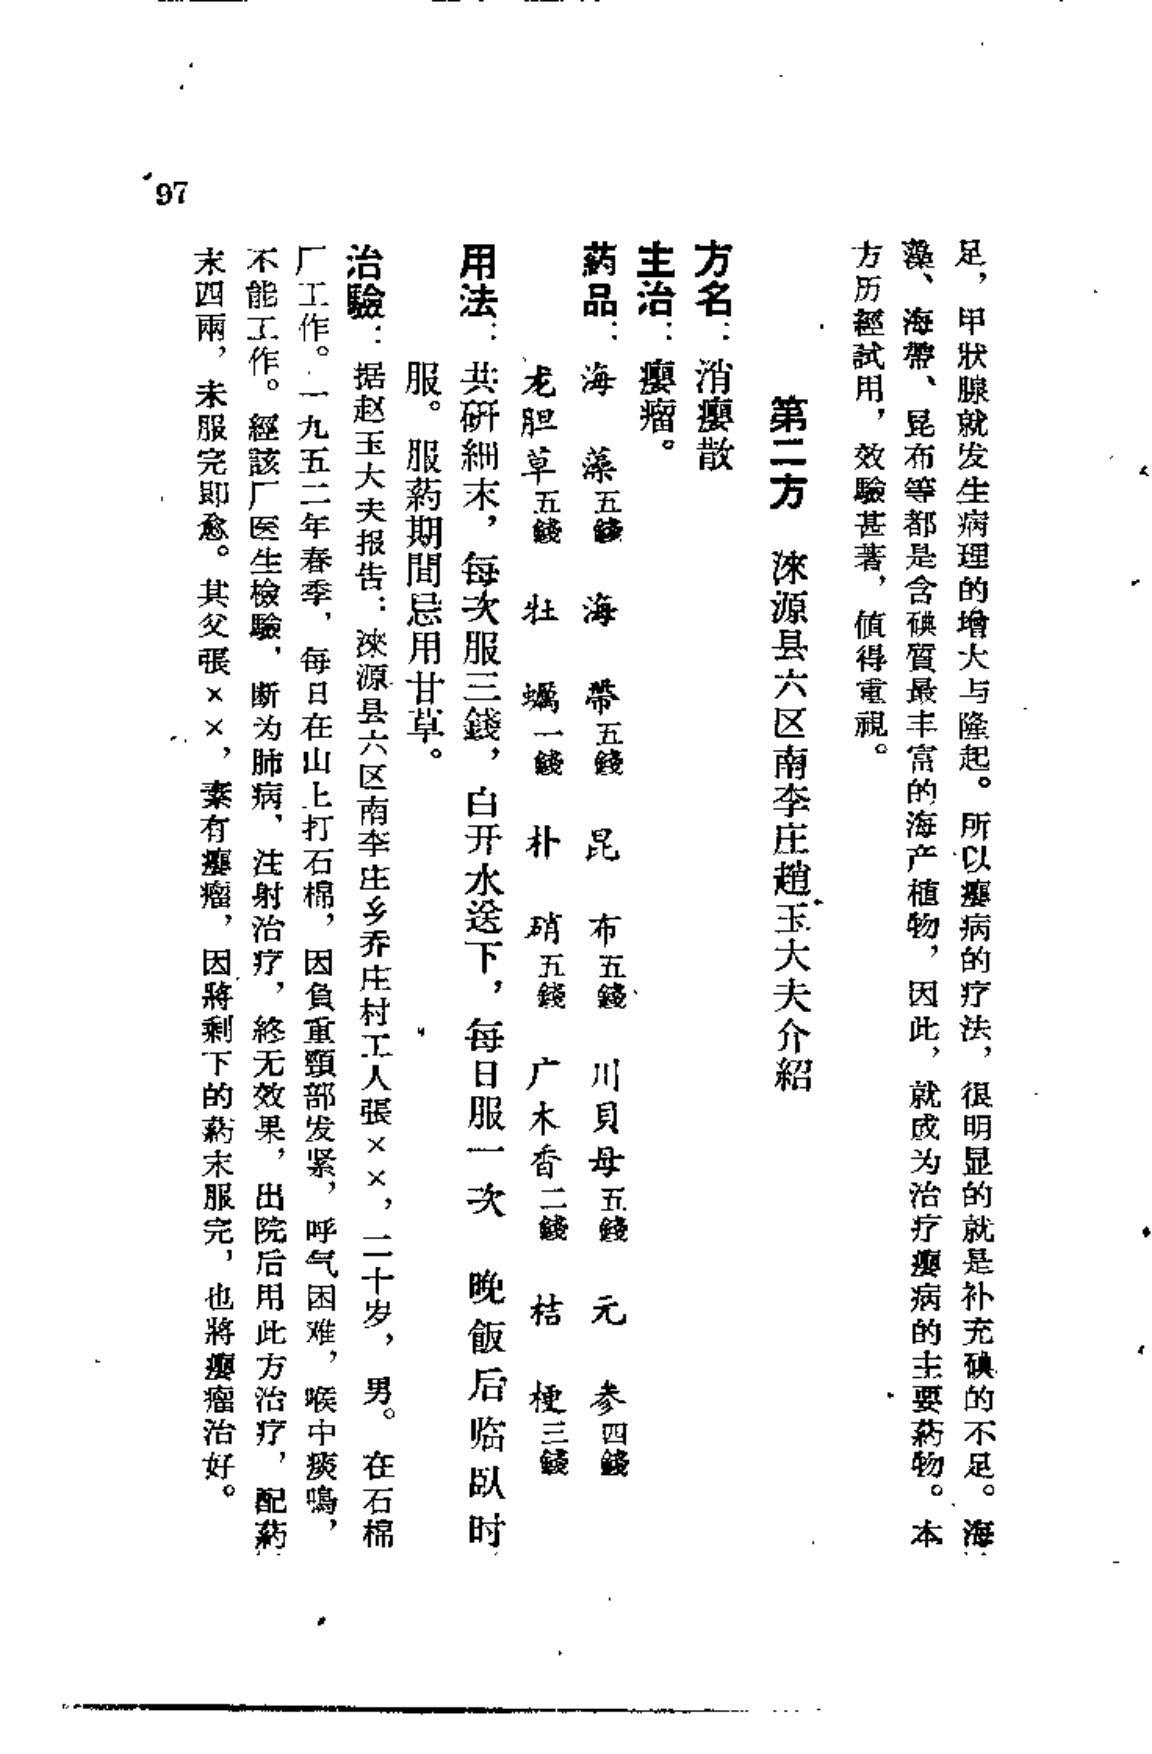 足，甲狀腺就发生病理的增大与隆起。所以癭病的疗法，很明显的就是补充碘的不足。海
藻、海帶、昆布等都是含碘質最丰富的海产植物，因此，就成为治疗癭病的主要葯物。本
方历經試用，效驗甚著，値得重視。
第二方　淶源县六区南李庄趙玉大夫介紹
方名：消癭散
主治：癭瘤。
葯品：海藻五錢　海帶五錢　昆布五錢　川貝母五錢　元参四錢
龙胆草五錢　牡蠣一錢　朴硝五錢　广木香二錢　桔梗三錢
用法：共研細末，每次服三錢，白开水送下，每日服一次　晚飯后临臥时
服。服葯期間忌用甘草。
治驗：据赵玉大夫报告：淶源县六区南李庄乡乔庄村工人張××，二十岁，男。在石棉
厂工作。一九五二年春季，每日在山上打石棉，因負重頸部发紧，呼气困难，喉中痰鳴，
不能工作。經該厂医生檢驗，断为肺病，注射治疗，終无效果，出院后用此方治疗，配葯
末四兩，未服完即愈。其父張××，素有癭瘤，因將剩下的葯末服完，也將癭瘤治好。
97